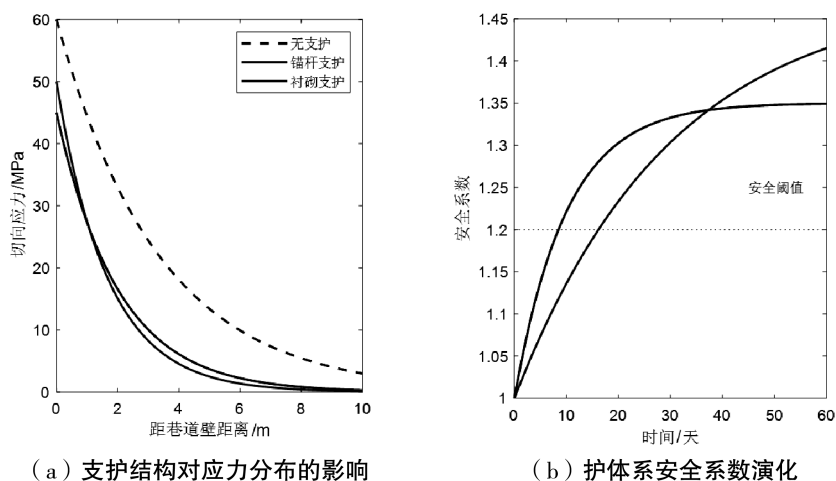 60
50
40
30
20
10
0
切向应力/MPa
无支护
锚杆支护
衬砌支护
0 2 4 6 8 10
距巷道壁距离/m
(a)支护结构对应力分布的影响
1.45
1.4
1.35
1.3
1.25
1.2
1.15
1.1
1.05
1
安全系数
安全阈值
0 10 20 30 40 50 60
时间/天
(b)护体系安全系数演化